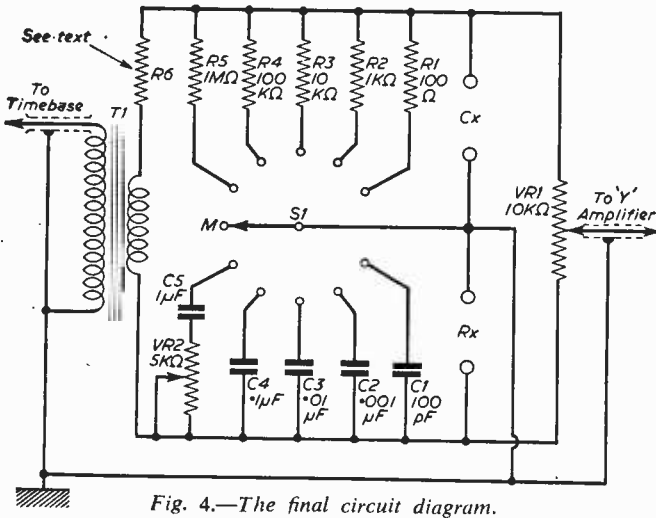 See text
R6
R5
1MΩ
R4
100
KΩ
R3
10
KΩ
R2
1KΩ
R1
100
Ω
To
Timebase
T1
Cx
VR1
10KΩ
To 'Y'
Amplifier
M
S1
C5
1μF
VR2
5KΩ
Rx
C4
·1μF
C3
·01
μF
C2
·001
μF
C1
100
pF
Fig. 4.—The final circuit diagram.